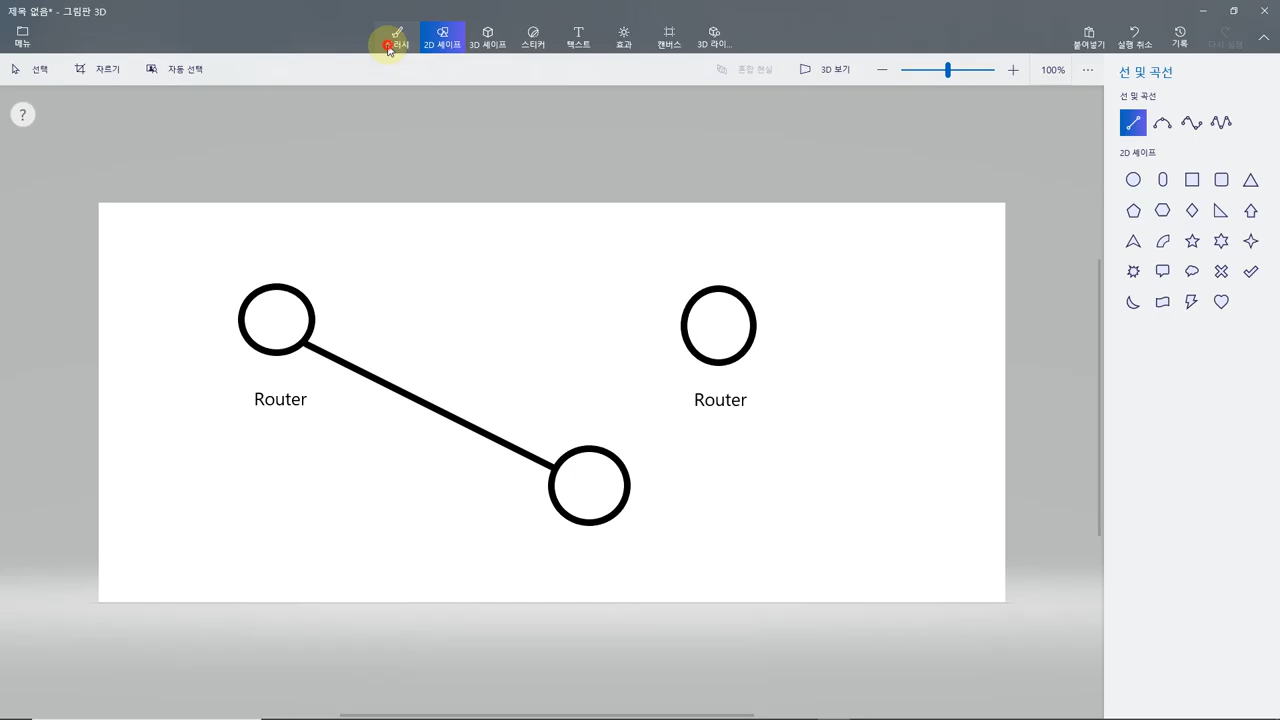 제목 없음* - 그림판 3D
메뉴
2D 셰이프
3D 셰이프
스티커
텍스트
효과
캔버스
3D 라이...
붙여넣기
실행 취소
기록
다시 실행
선택
자르기
자동 선택
혼합 현실
3D 보기
100%
선 및 곡선
선 및 곡선
2D 셰이프
?
Router
Router